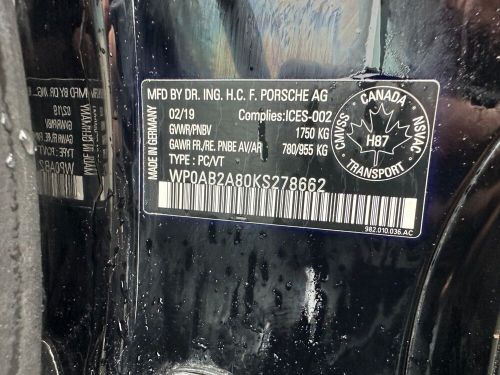 MFD BY DR. ING. H.C. F. PORSCHE AG
MADE IN GERMANY
02/19 Complies:ICES-002
GVWR/PNBV 1750 KG
GAWR FR./RE. PNBE AV/AR 780/955 KG
TYPE : PC/VT
WP0AB2A80KS278662
CANADA
CMVSS
NSVAC
H87
TRANSPORT
982.010.036.AC